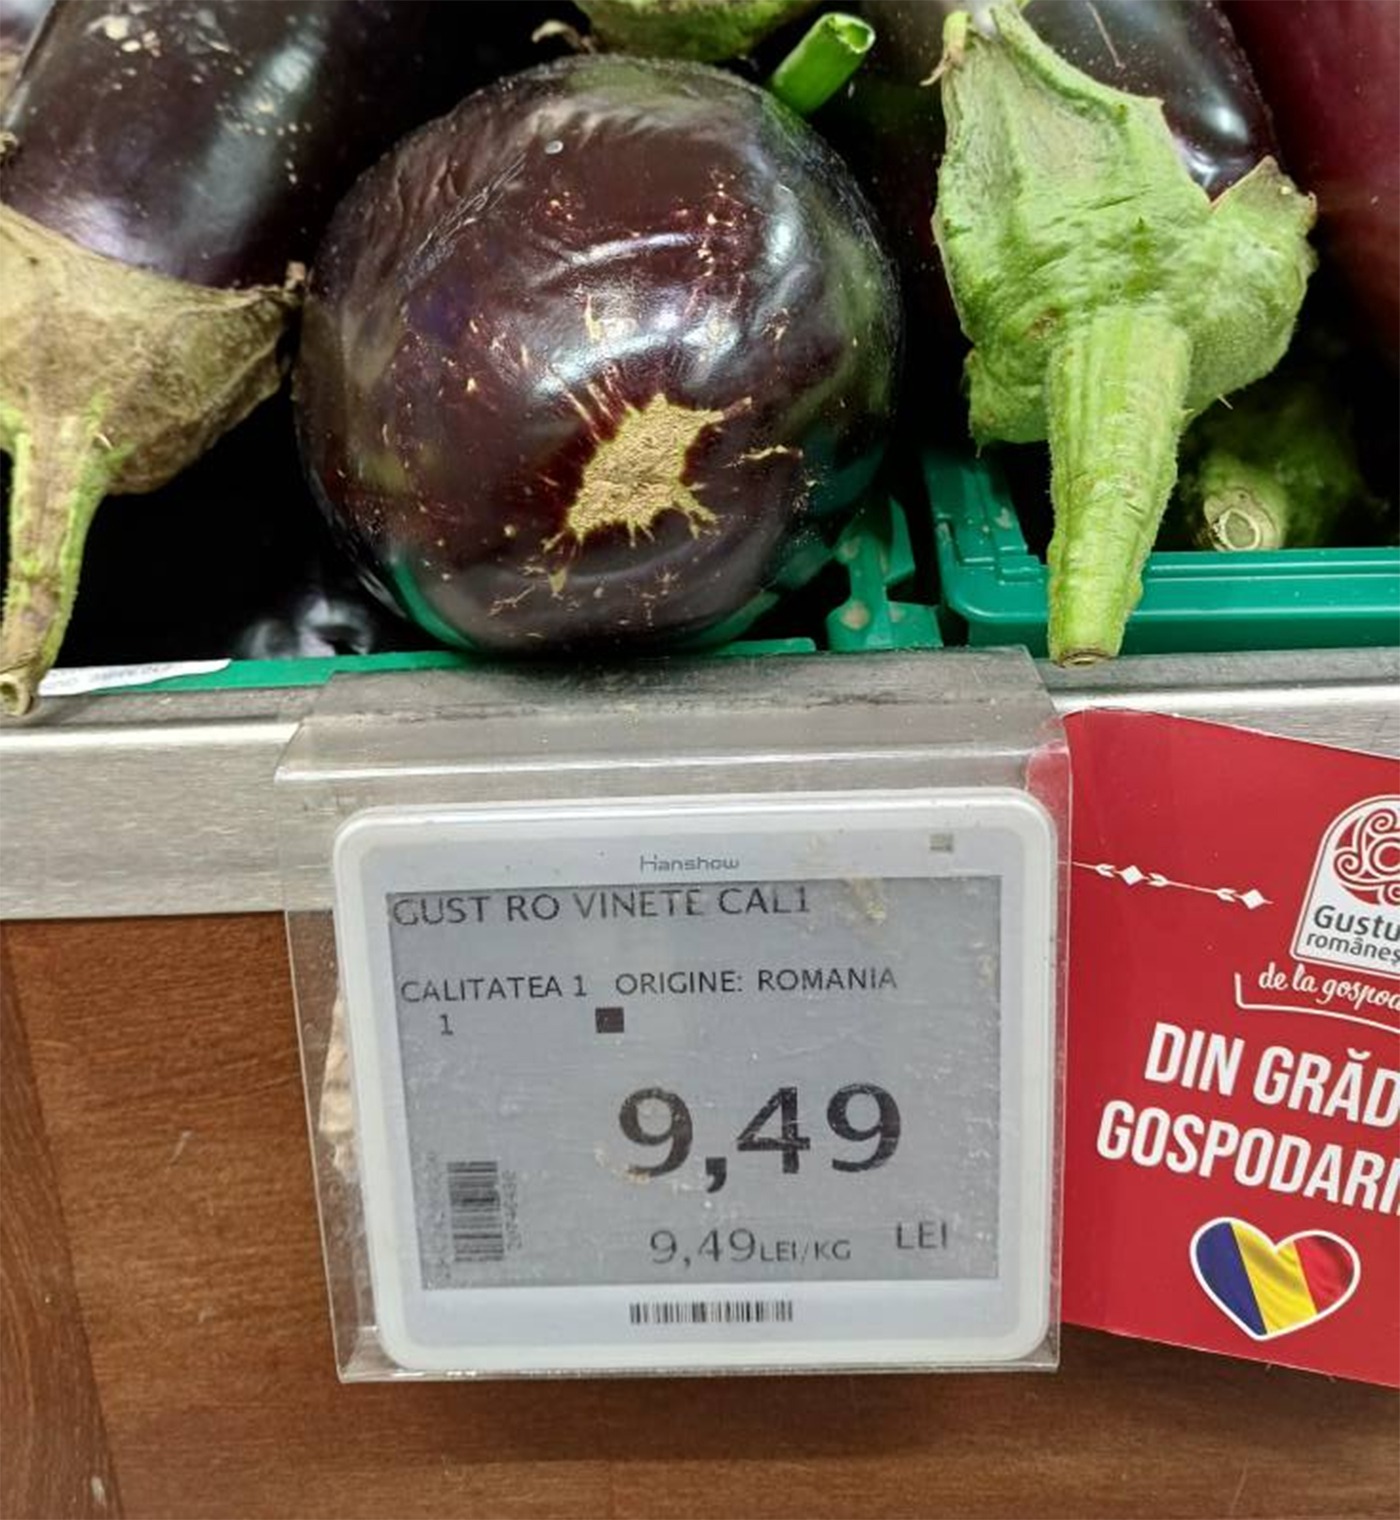 Hanshow
GUST RO VINETE CAL1
CALITATEA 1 ORIGINE: ROMANIA
1
9,49
9,49LEI/KG LEI
Gustu
românes
de la gospod
DIN GRĂD
GOSPODARI